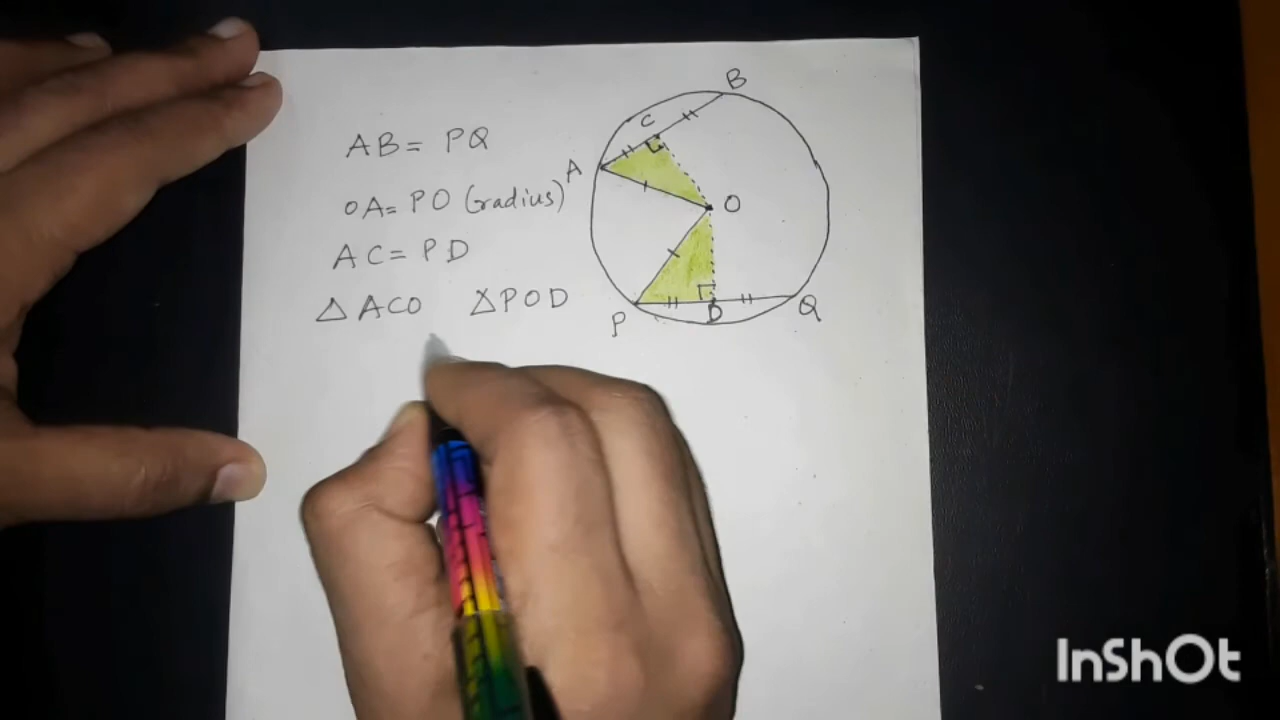 AB = PQ
OA = PO (radius)
AC = PD
△ ACO △ POD
B
C
A
O
P
D
Q
InShOt